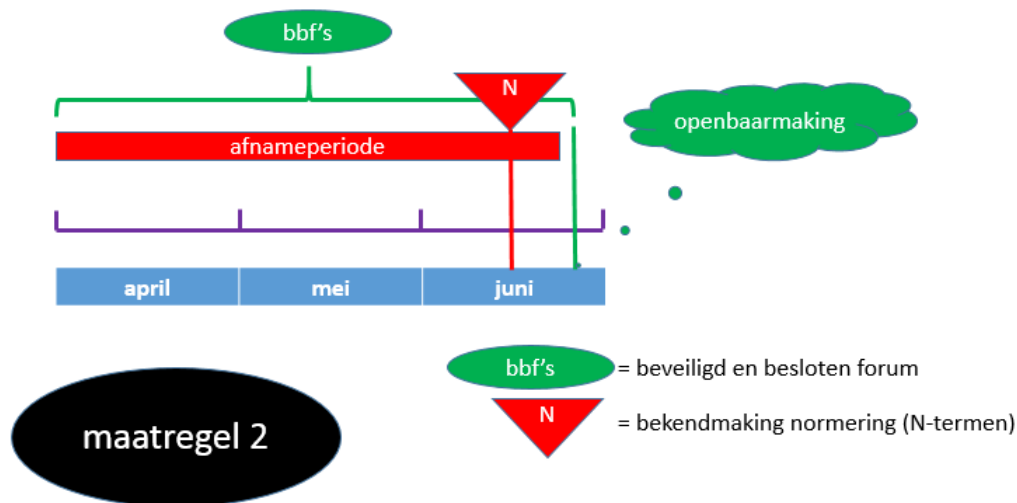 bbf's
N
openbaarmaking
afnameperiode
april
mei
juni
bbf's
= beveiligd en besloten forum
N
= bekendmaking normering (N-termen)
maatregel 2